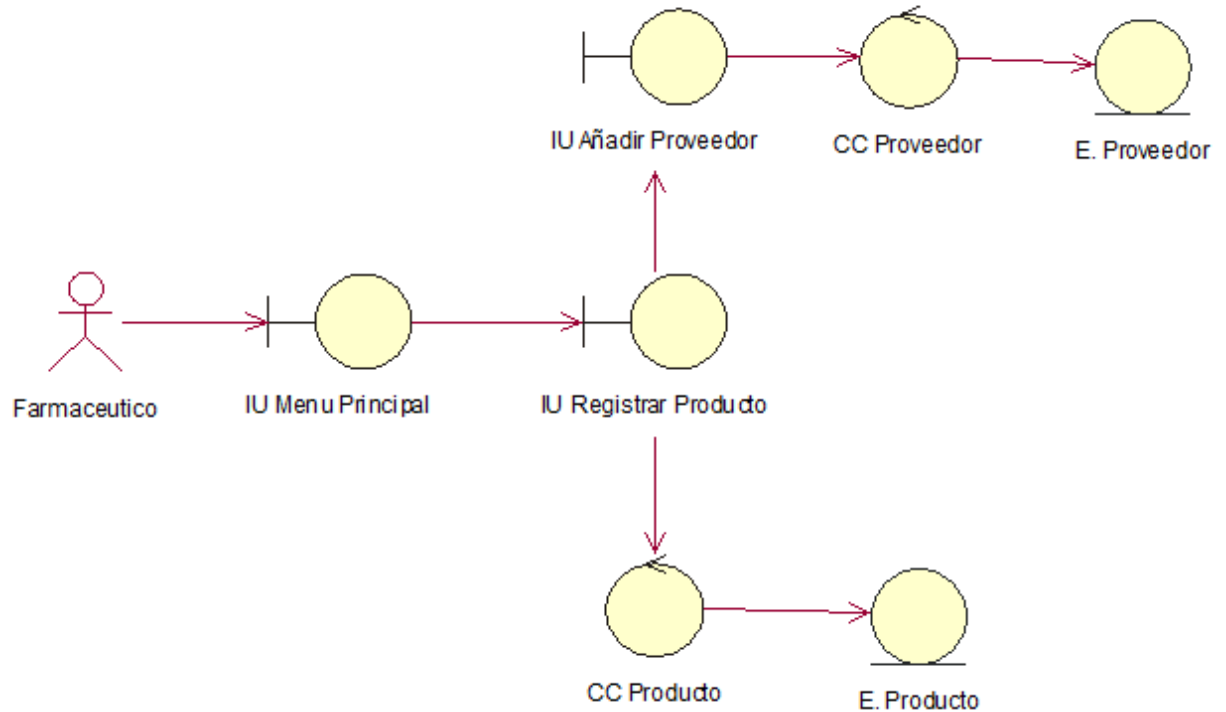 IU Añadir Proveedor
CC Proveedor
E. Proveedor
Farmaceutico
IU Menu Principal
IU Registrar Producto
CC Producto
E. Producto